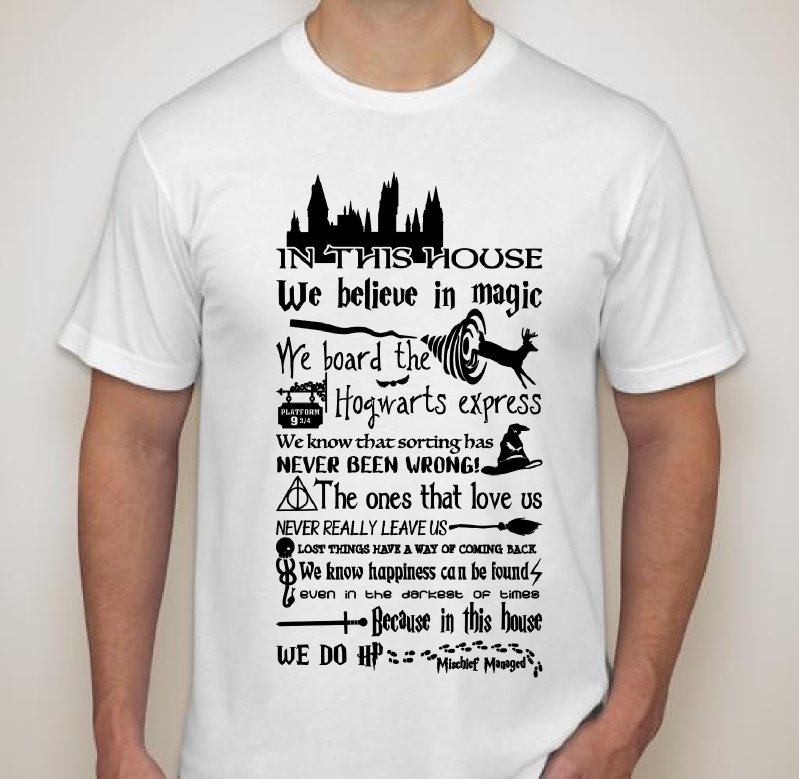 IN THIS HOUSE
We believe in magic
We board the
Hogwarts express
PLATFORM
9 3/4
We know that sorting has
NEVER BEEN WRONG!
The ones that love us
NEVER REALLY LEAVE US
LOST THINGS HAVE A WAY OF COMING BACK
We know happiness can be found
even in the darkest of times
Because in this house
WE DO HP
Mischief Managed